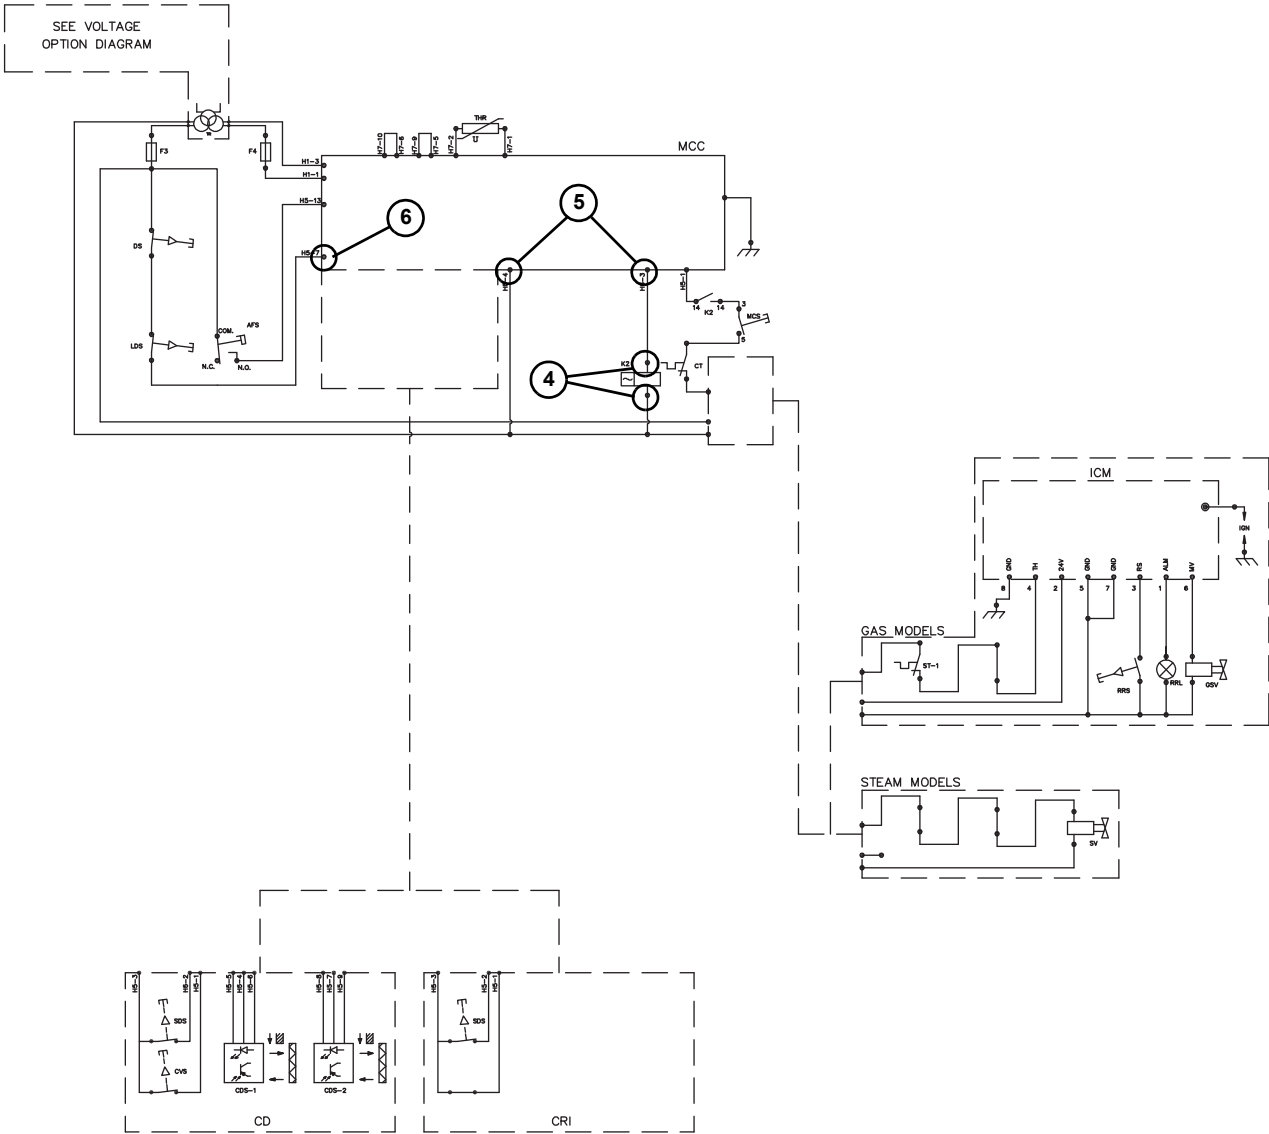 SEE VOLTAGE
OPTION DIAGRAM
F3
F4
H7-10
H7-6
H7-9
H7-5
H7-2
THR
U
H7-1
MCC
H1-3
H1-1
H5-13
6
5
DS
H5-1
14
K2
14
3
MCS
5
LDS
COM.
AFS
N.C.
N.O.
K2
CT
4
ICM
IGN
GND
TH
24V
GND
GND
RS
ALM
MV
8
4
2
5
7
3
1
6
GAS MODELS
ST-1
RRS
RRL
GSV
STEAM MODELS
SV
H5-3
H6-2
H5-1
H5-5
H5-4
H5-6
H5-8
H5-7
H5-9
SDS
CVS
CDS-1
CDS-2
CD
H5-3
H5-2
H5-1
SDS
CRI